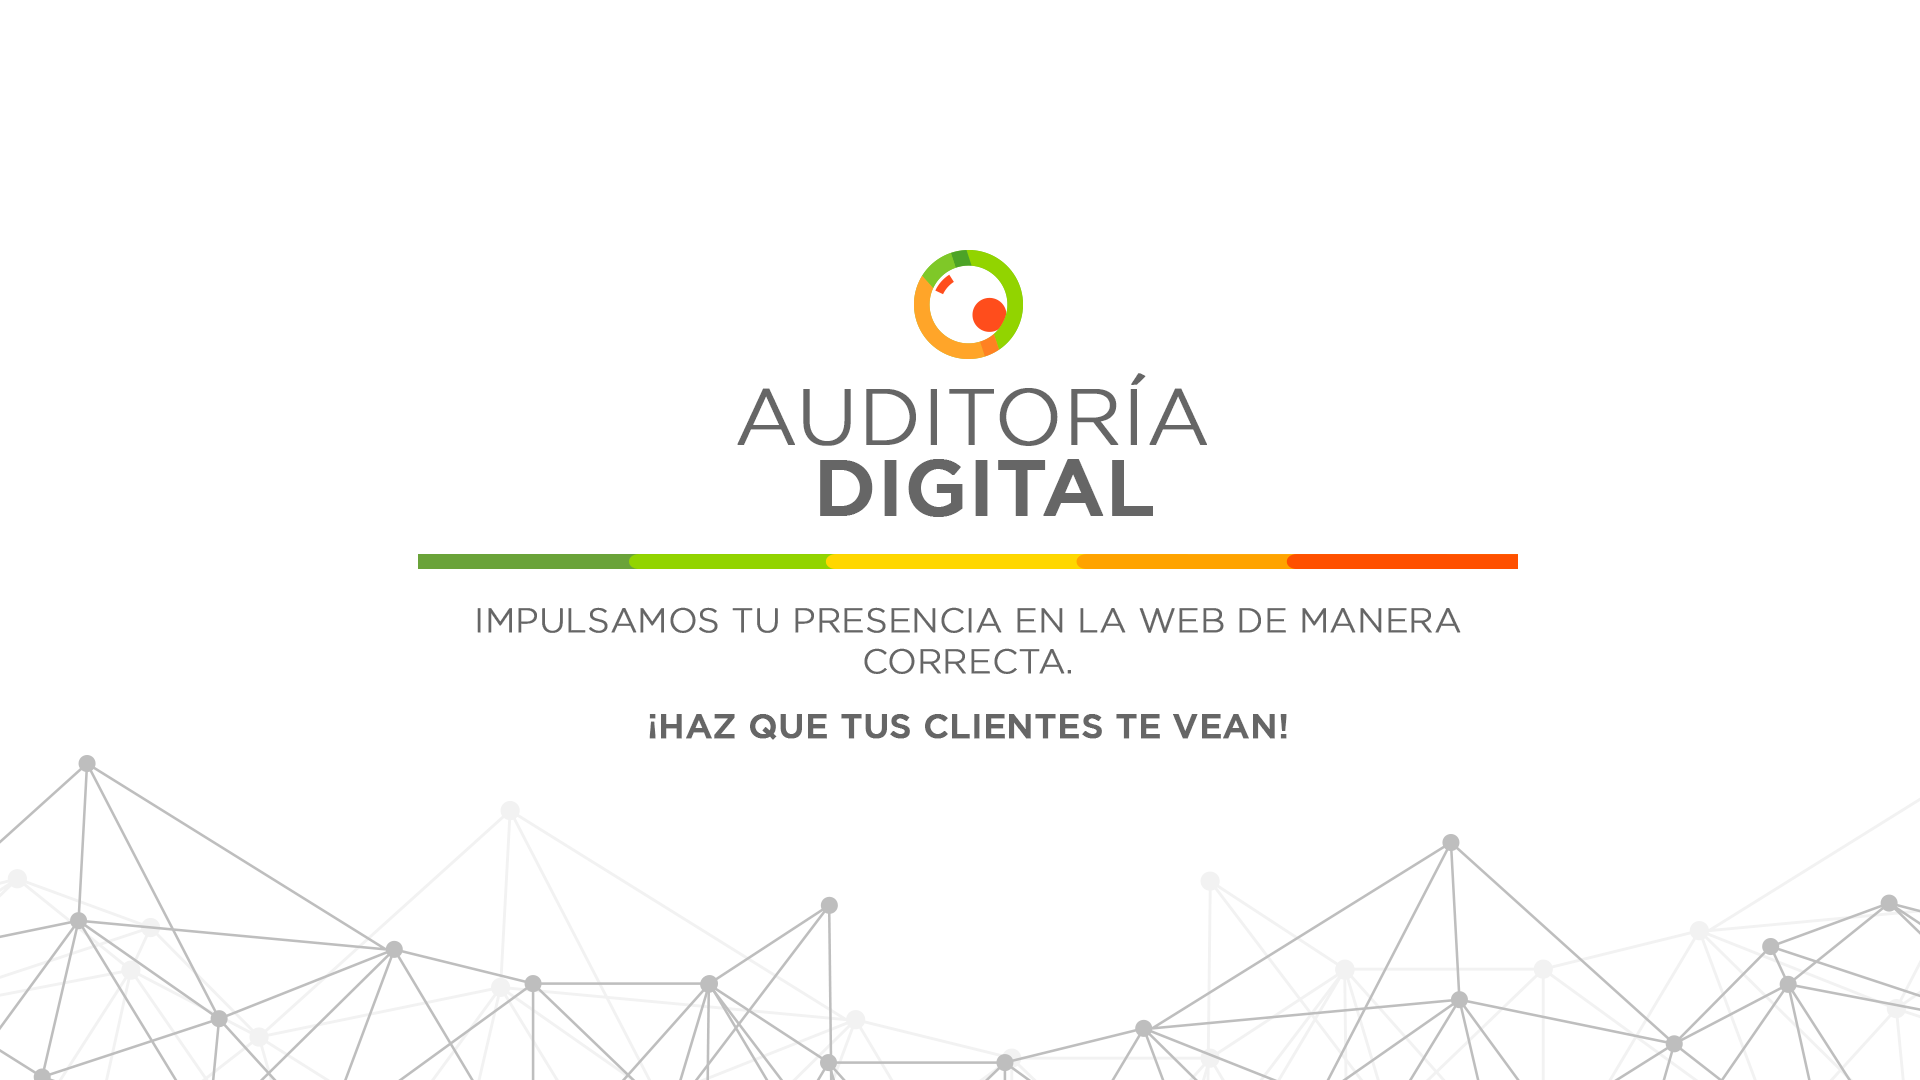 AUDITORÍA
DIGITAL
IMPULSAMOS TU PRESENCIA EN LA WEB DE MANERA
CORRECTA.
¡HAZ QUE TUS CLIENTES TE VEAN!